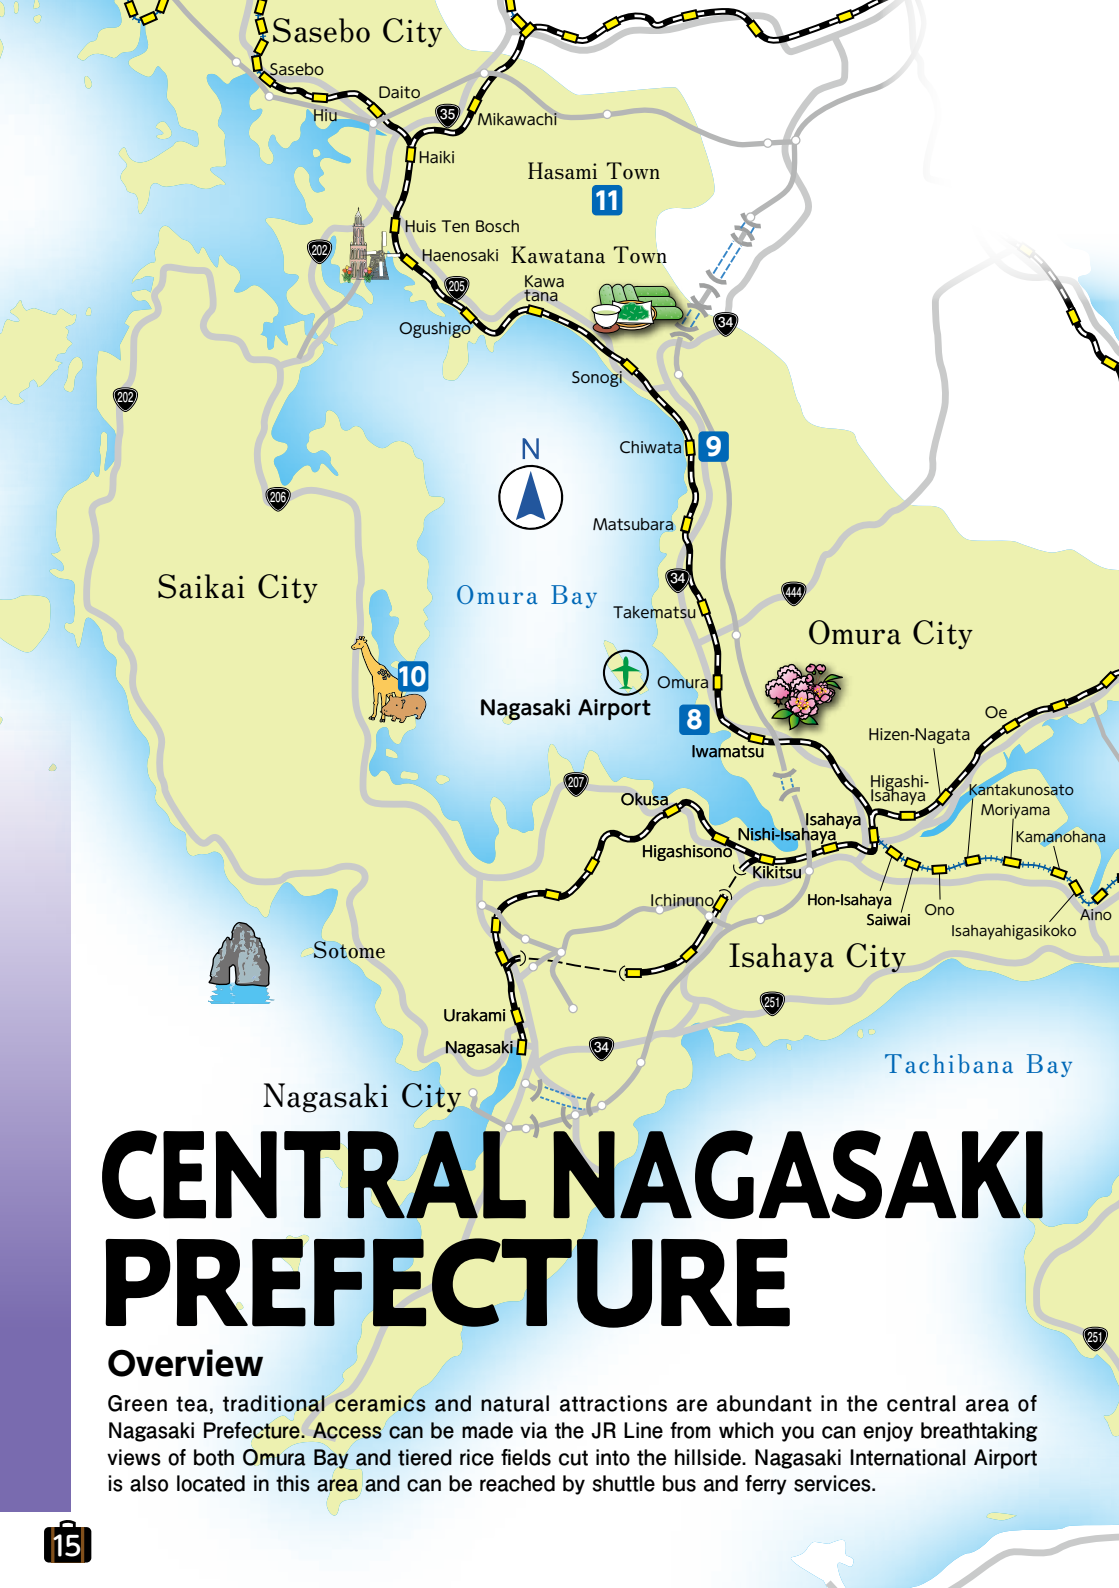 Sasebo City
Sasebo
Daito
Hiu
35
Mikawachi
Haiki
Hasami Town
11
Huis Ten Bosch
202
Haenosaki
Kawatana Town
205
Kawa
tana
Ogushigo
34
Sonogi
202
Chiwata
9
N
206
Matsubara
Saikai City
34
Omura Bay
444
Takematsu
Omura City
10
Omura
Nagasaki Airport
8
Oe
Hizen-Nagata
Iwamatsu
207
Higashi-
Isahaya
Kantakunosato
Okusa
Moriyama
Isahaya
Nishi-Isahaya
Kamanohana
Higashisono
Kikitsu
Ichinuno
Hon-Isahaya
Saiwai
Ono
Aino
Isahayahigasikoko
Sotome
Isahaya City
251
Urakami
Nagasaki
34
Tachibana Bay
Nagasaki City
CENTRAL NAGASAKI
PREFECTURE
251
Overview
Green tea, traditional ceramics and natural attractions are abundant in the central area of
Nagasaki Prefecture. Access can be made via the JR Line from which you can enjoy breathtaking
views of both Omura Bay and tiered rice fields cut into the hillside. Nagasaki International Airport
is also located in this area and can be reached by shuttle bus and ferry services.
15